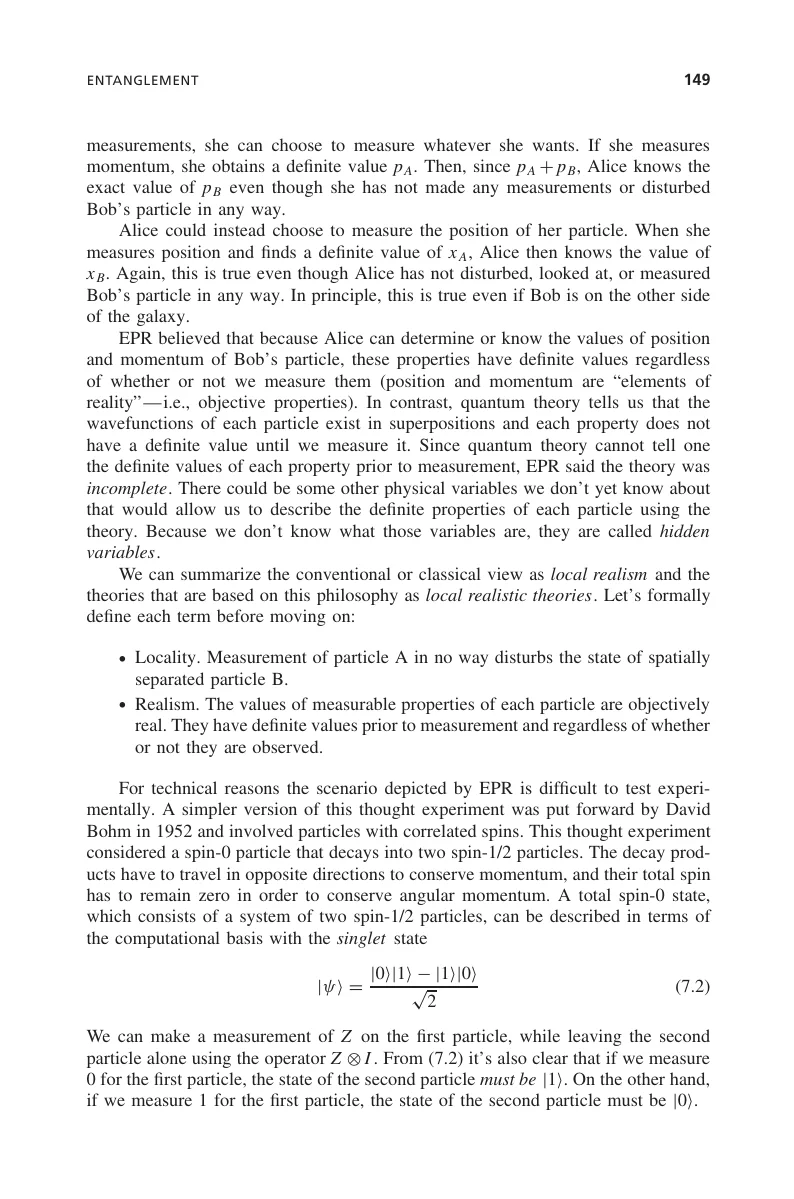 ENTANGLEMENT 149
measurements, she can choose to measure whatever she wants. If she measures
momentum, she obtains a definite value p_A. Then, since p_A + p_B, Alice knows the
exact value of p_B even though she has not made any measurements or disturbed
Bob's particle in any way.
Alice could instead choose to measure the position of her particle. When she
measures position and finds a definite value of x_A, Alice then knows the value of
x_B. Again, this is true even though Alice has not disturbed, looked at, or measured
Bob's particle in any way. In principle, this is true even if Bob is on the other side
of the galaxy.
EPR believed that because Alice can determine or know the values of position
and momentum of Bob's particle, these properties have definite values regardless
of whether or not we measure them (position and momentum are “elements of
reality”—i.e., objective properties). In contrast, quantum theory tells us that the
wavefunctions of each particle exist in superpositions and each property does not
have a definite value until we measure it. Since quantum theory cannot tell one
the definite values of each property prior to measurement, EPR said the theory was
incomplete. There could be some other physical variables we don't yet know about
that would allow us to describe the definite properties of each particle using the
theory. Because we don't know what those variables are, they are called hidden
variables.
We can summarize the conventional or classical view as local realism and the
theories that are based on this philosophy as local realistic theories. Let's formally
define each term before moving on:
• Locality. Measurement of particle A in no way disturbs the state of spatially
separated particle B.
• Realism. The values of measurable properties of each particle are objectively
real. They have definite values prior to measurement and regardless of whether
or not they are observed.
For technical reasons the scenario depicted by EPR is difficult to test experi-
mentally. A simpler version of this thought experiment was put forward by David
Bohm in 1952 and involved particles with correlated spins. This thought experiment
considered a spin-0 particle that decays into two spin-1/2 particles. The decay prod-
ucts have to travel in opposite directions to conserve momentum, and their total spin
has to remain zero in order to conserve angular momentum. A total spin-0 state,
which consists of a system of two spin-1/2 particles, can be described in terms of
the computational basis with the singlet state
|ψ⟩ = (|0⟩|1⟩ − |1⟩|0⟩)/√2 (7.2)
We can make a measurement of Z on the first particle, while leaving the second
particle alone using the operator Z ⊗ I. From (7.2) it's also clear that if we measure
0 for the first particle, the state of the second particle must be |1⟩. On the other hand,
if we measure 1 for the first particle, the state of the second particle must be |0⟩.